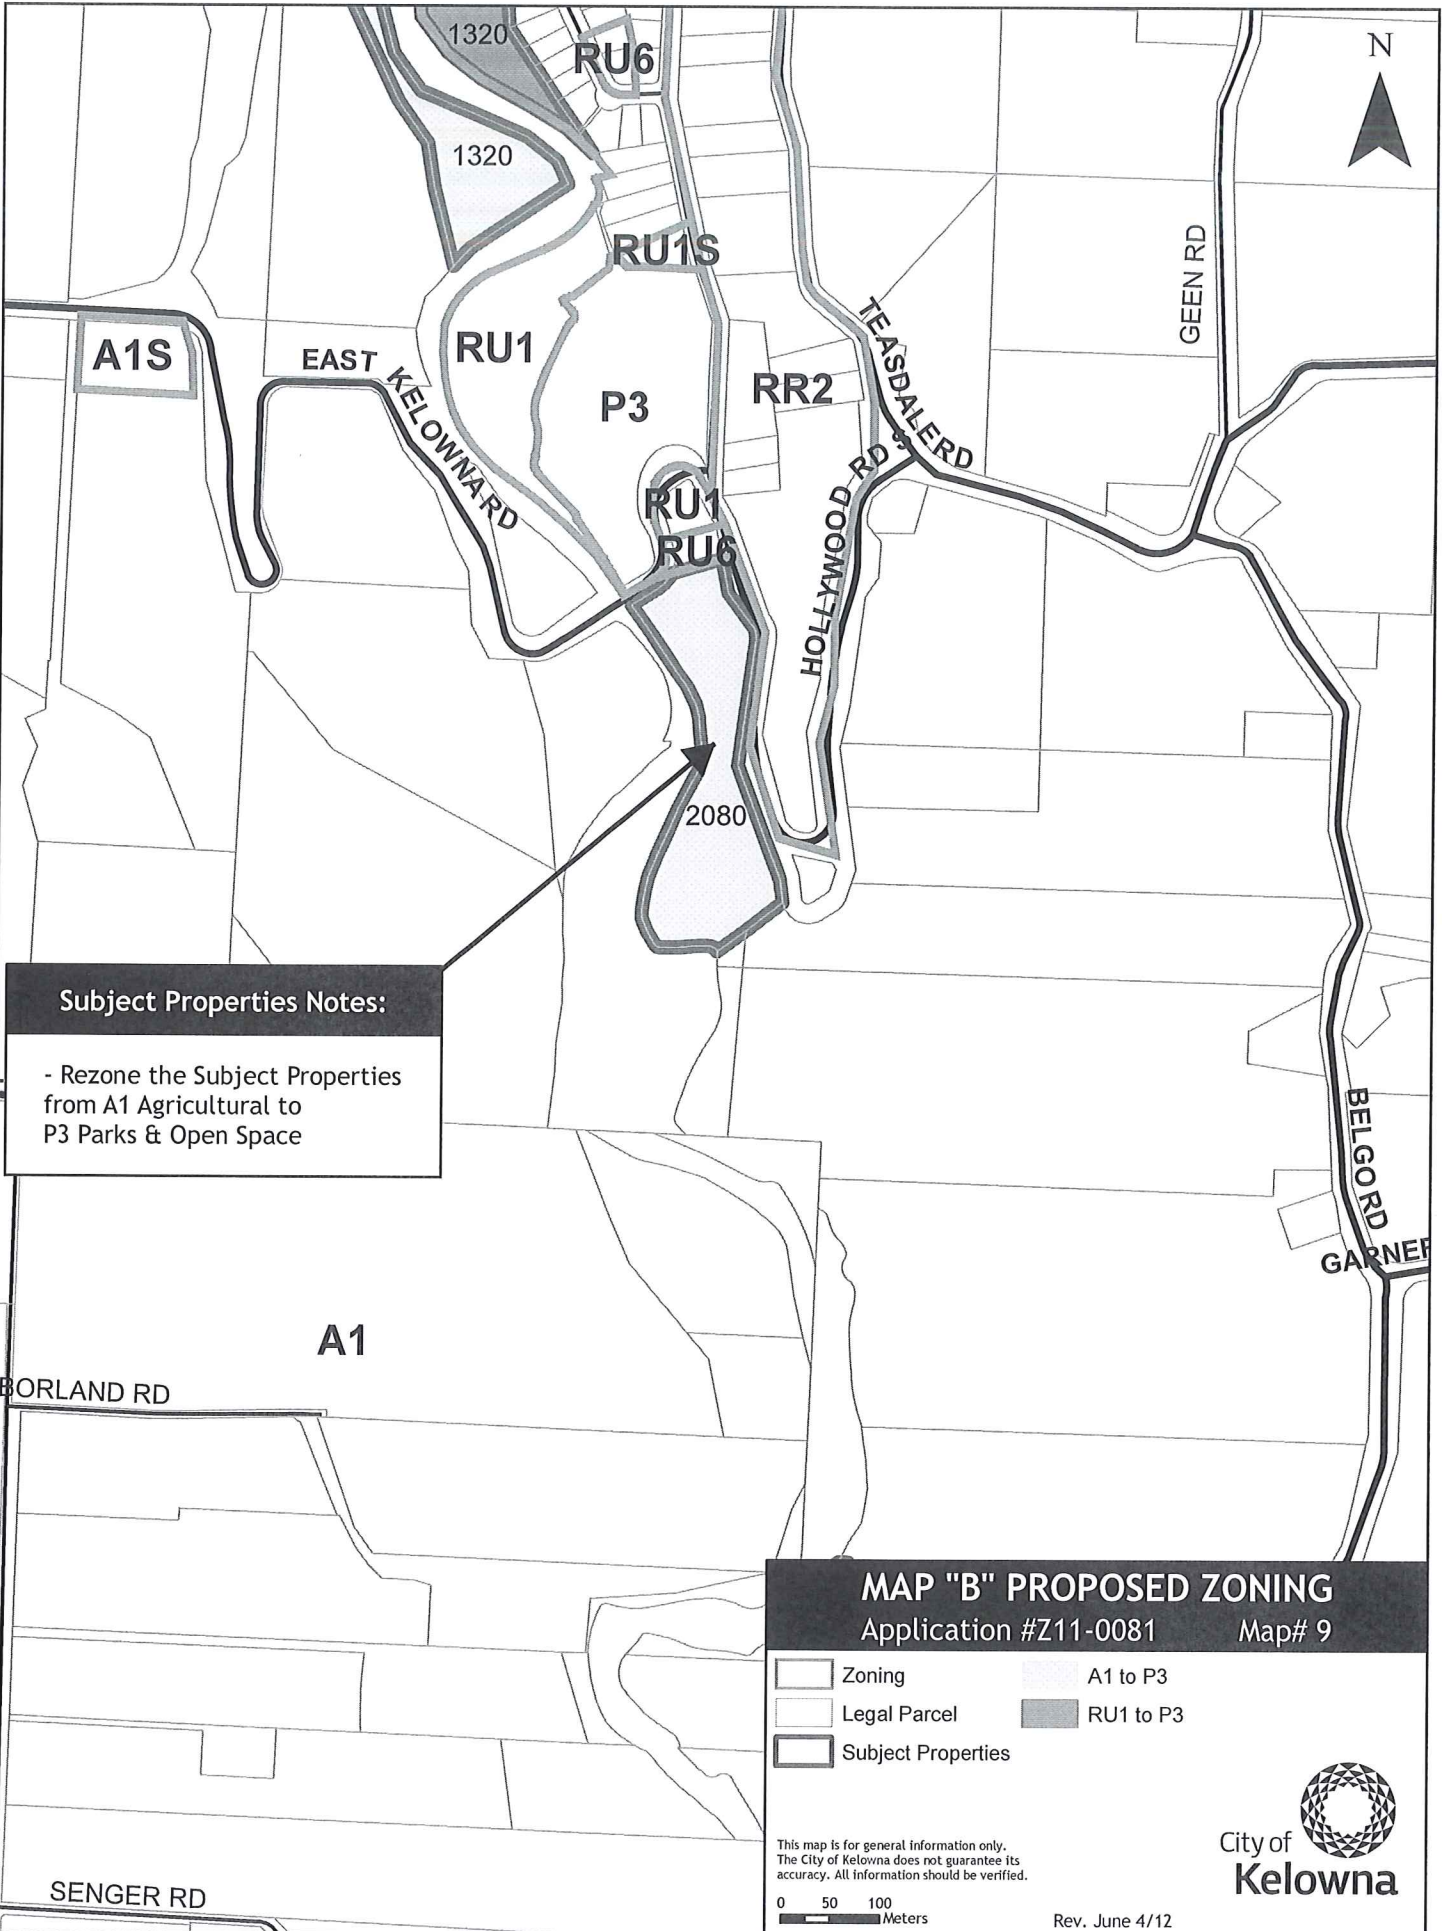 1320
RU6
N
1320
RU1S
GEEN RD
TEASDALERD
A1S
EAST
KELOWNA RD
RU1
P3
RR2
HOLLYWOOD RD S
RU1
RU6
2080
Subject Properties Notes:
- Rezone the Subject Properties
from A1 Agricultural to
P3 Parks & Open Space
BELGO RD
A1
BORLAND RD
MAP "B" PROPOSED ZONING
Application #Z11-0081 Map# 9
Zoning
A1 to P3
Legal Parcel
RU1 to P3
Subject Properties
This map is for general information only.
The City of Kelowna does not guarantee its
accuracy. All information should be verified.
City of
Kelowna
0 50 100
Meters
Rev. June 4/12
SENGER RD